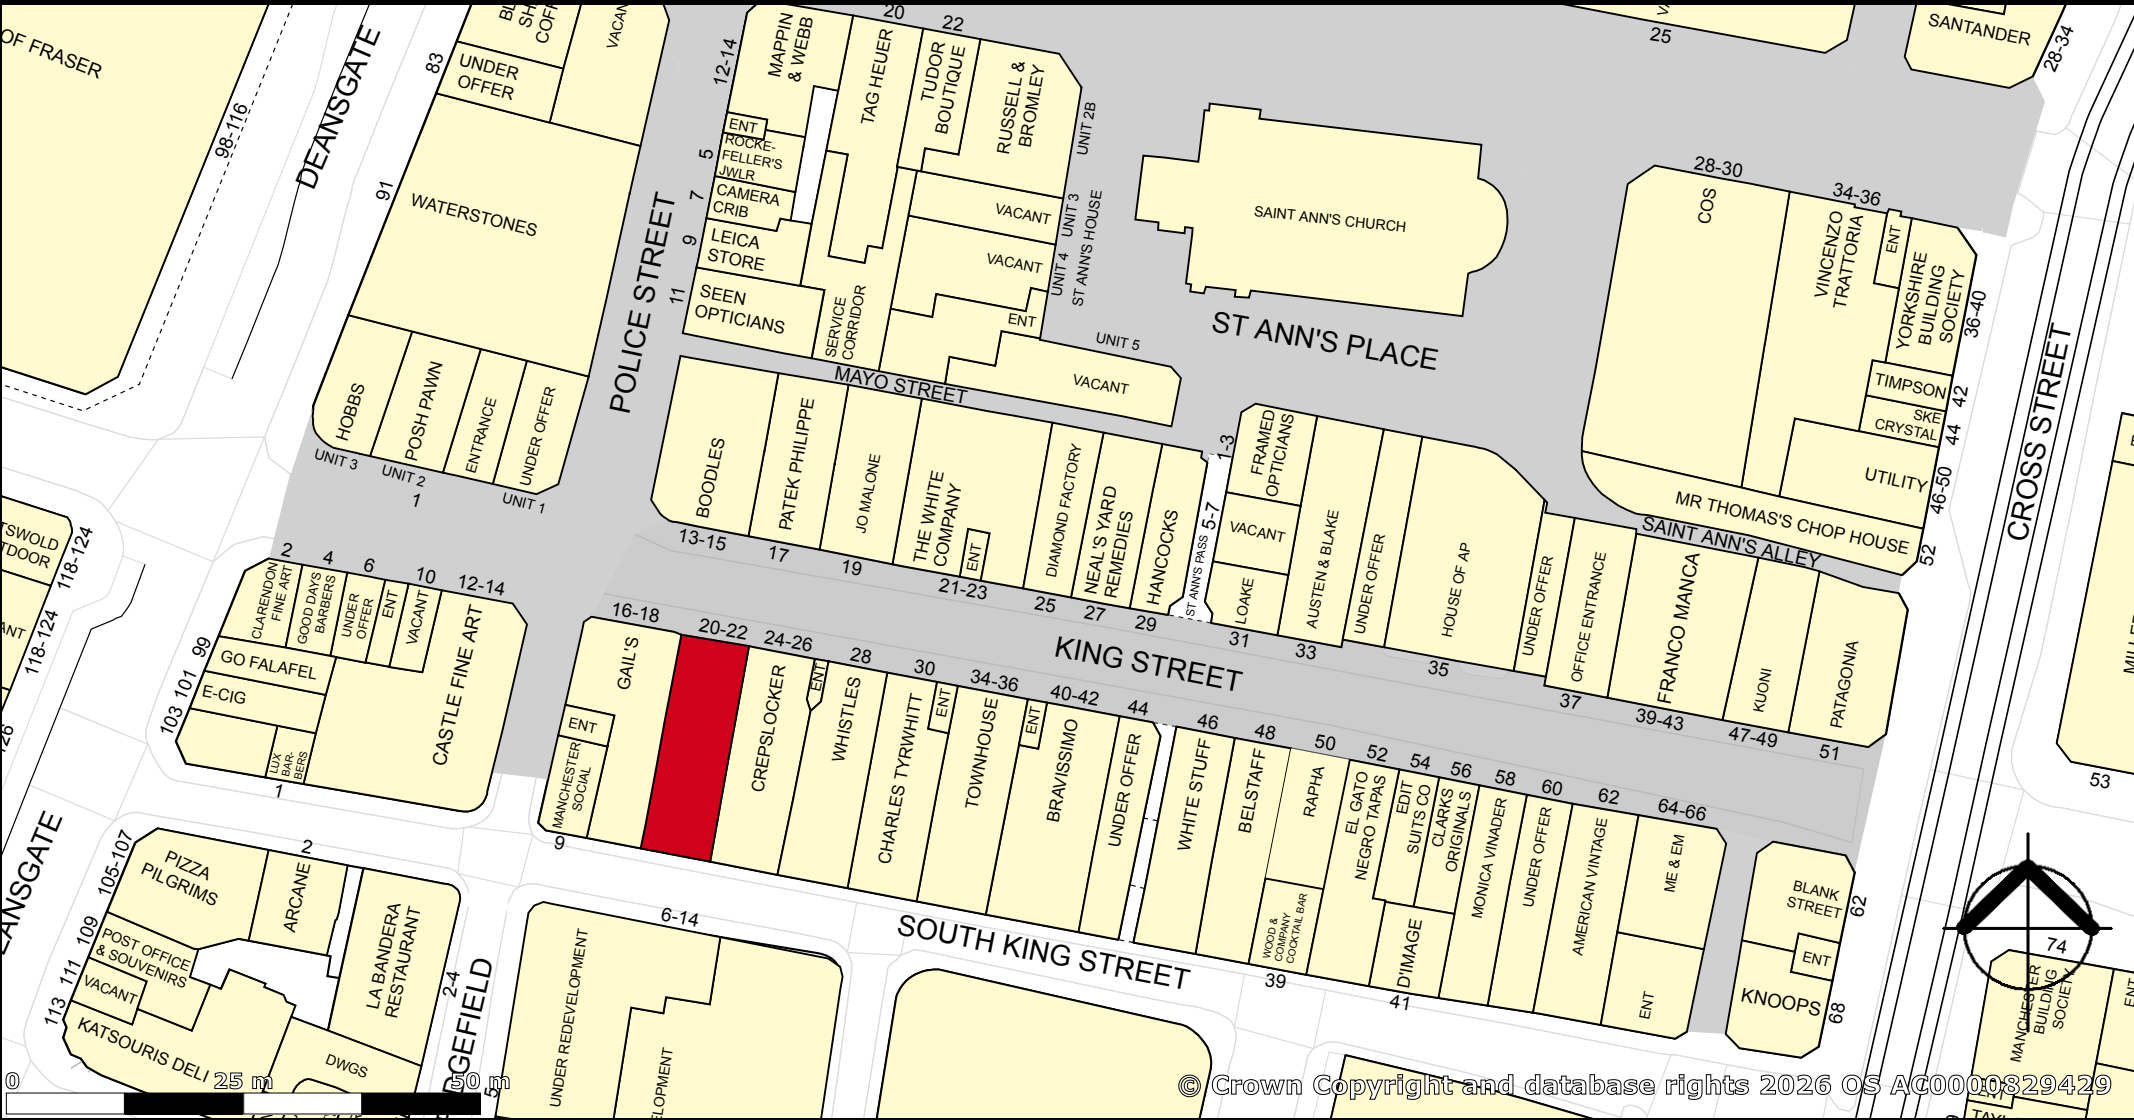 OF FRASER
98-116
DEANSGATE
83
91
UNDER
OFFER
VACAN
WATERSTONES
HOBBS
POSH PAWN
ENTRANCE
UNDER OFFER
UNIT 3
UNIT 2
1
UNIT 1
POLICE STREET
12-14
5
7
9
11
MAPPIN
& WEBB
ENT
ROCKE-
FELLER'S
JWLR
CAMERA
CRIB
LEICA
STORE
SEEN
OPTICIANS
SERVICE
CORRIDOR
20
22
TAG HEUER
TUDOR
BOUTIQUE
RUSSELL &
BROMLEY
UNIT 2B
VACANT
UNIT 3
VACANT
UNIT 4
ST ANN'S HOUSE
ENT
UNIT 5
VACANT
MAYO STREET
SAINT ANN'S CHURCH
ST ANN'S PLACE
25
SANTANDER
28-34
28-30
COS
34-36
VINCENZO
TRATTORIA
ENT
YORKSHIRE
BUILDING
SOCIETY
36-40
TIMPSON
42
SKE
CRYSTAL
44
UTILITY
46-50
MR THOMAS'S CHOP HOUSE
52
SAINT ANN'S ALLEY
CROSS STREET
BOODLES
PATEK PHILIPPE
JO MALONE
THE WHITE
COMPANY
ENT
DIAMOND FACTORY
NEAL'S YARD
REMEDIES
HANCOCKS
13-15
17
19
21-23
25
27
29
ST ANN'S PASS 5-7
1-3
FRAMED
OPTICIANS
VACANT
LOAKE
AUSTEN & BLAKE
UNDER OFFER
HOUSE OF AP
UNDER OFFER
OFFICE ENTRANCE
FRANCO MANCA
KUONI
PATAGONIA
31
33
35
37
39-43
47-49
51
53
KING STREET
TSWOLD
TDOOR
118-124
ANT
118-124
126
2
4
6
10
12-14
CLARENDON
FINE ART
GOOD DAYS
BARBERS
UNDER
OFFER
ENT
VACANT
CASTLE FINE ART
99
GO FALAFEL
101
E-CIG
103
LUX
BAR-
BERS
1
16-18
20-22
24-26
28
30
34-36
40-42
44
46
48
50
52
54
56
58
60
62
64-66
GAIL'S
ENT
MANCHESTER
SOCIAL
9
CREPSLOCKER
ENT
WHISTLES
CHARLES TYRWHITT
ENT
TOWNHOUSE
ENT
BRAVISSIMO
UNDER OFFER
WHITE STUFF
BELSTAFF
RAPHA
WOOD &
COMPANY
COCKTAIL BAR
EL GATO
NEGRO TAPAS
EDIT
SUITS CO
CLARKS
ORIGINALS
D'IMAGE
MONICA VINADER
UNDER OFFER
AMERICAN VINTAGE
ME & EM
ENT
39
41
BLANK
STREET
62
ENT
KNOOPS
68
74
MANCHESTER
BUILDING
SOCIETY
ENT
ENT
SOUTH KING STREET
EANSGATE
105-107
PIZZA
PILGRIMS
2
ARCANE
LA BANDERA
RESTAURANT
109
POST OFFICE
& SOUVENIRS
111
VACANT
113
KATSOURIS DELI
DWGS
2-4
DGEFIELD
5
6-14
UNDER REDEVELOPMENT
ELOPMENT
0
25 m
50 m
© Crown Copyright and database rights 2026 OS AC0000829429